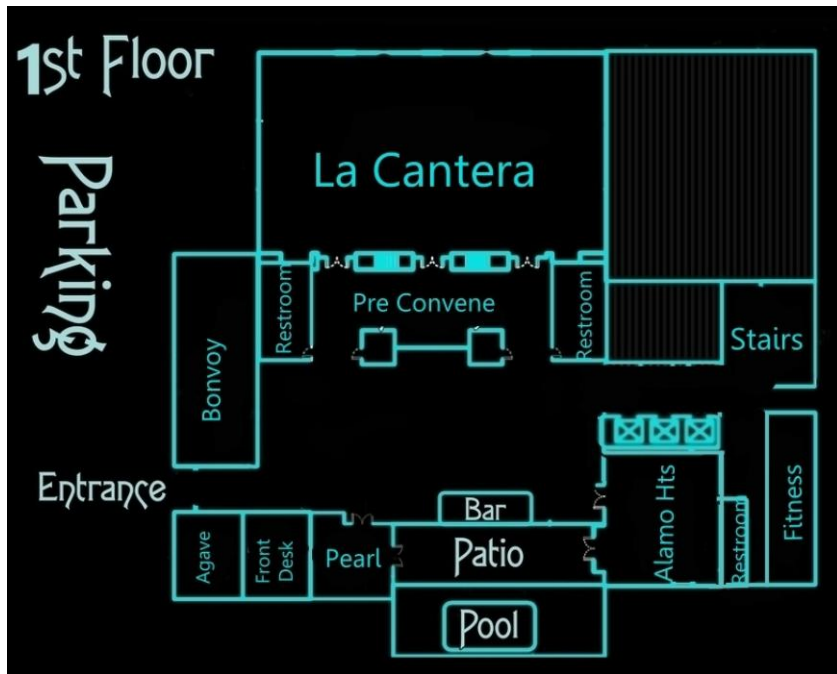 1st Floor
Parking
La Cantera
Restroom
Pre Convene
Restroom
Stairs
Bonvoy
Entrance
Bar
Alamo Hts
Restroom
Fitness
Agave
Front
Desk
Pearl
Patio
Pool